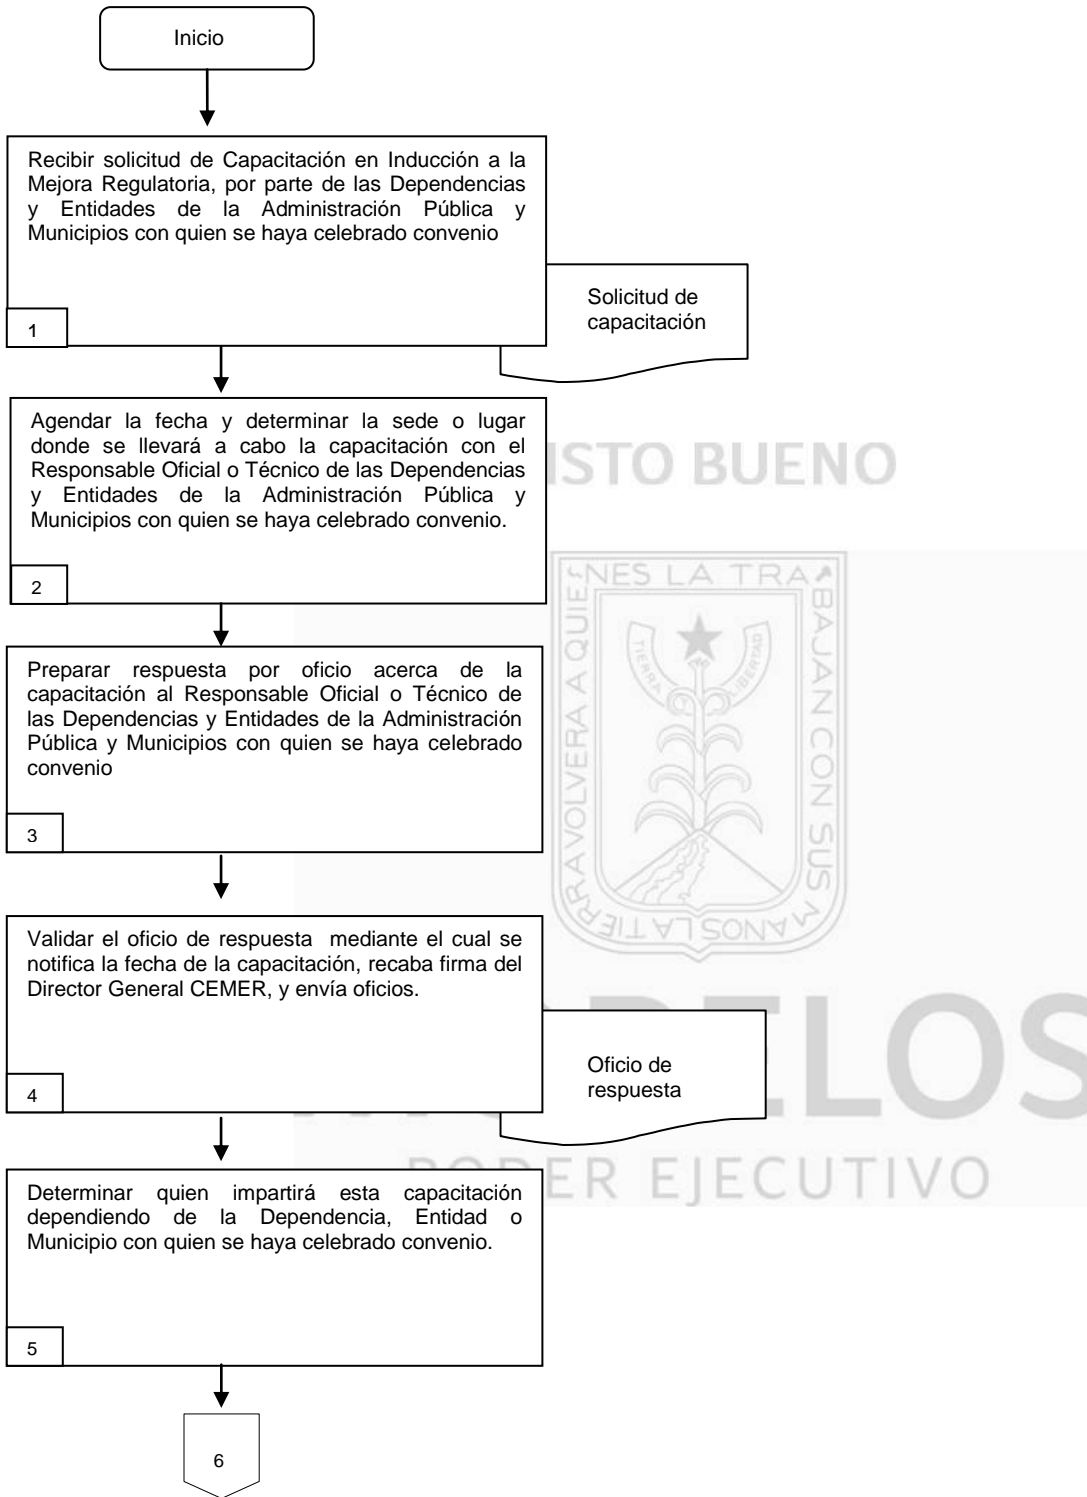 Inicio
Recibir solicitud de Capacitación en Inducción a la
Mejora Regulatoria, por parte de las Dependencias
y Entidades de la Administración Pública y
Municipios con quien se haya celebrado convenio
1
Solicitud de
capacitación
Agendar la fecha y determinar la sede o lugar
donde se llevará a cabo la capacitación con el
Responsable Oficial o Técnico de las Dependencias
y Entidades de la Administración Pública y
Municipios con quien se haya celebrado convenio.
2
ISTO BUENO
Preparar respuesta por oficio acerca de la
capacitación al Responsable Oficial o Técnico de
las Dependencias y Entidades de la Administración
Pública y Municipios con quien se haya celebrado
convenio
3
LA TIERRA VOLVERA A QUIENES LA TRABAJAN CON SUS MANOS
TIERRA
LIBERTAD
Validar el oficio de respuesta mediante el cual se
notifica la fecha de la capacitación, recaba firma del
Director General CEMER, y envía oficios.
4
Oficio de
respuesta
ELOS
PODER EJECUTIVO
Determinar quien impartirá esta capacitación
dependiendo de la Dependencia, Entidad o
Municipio con quien se haya celebrado convenio.
5
6